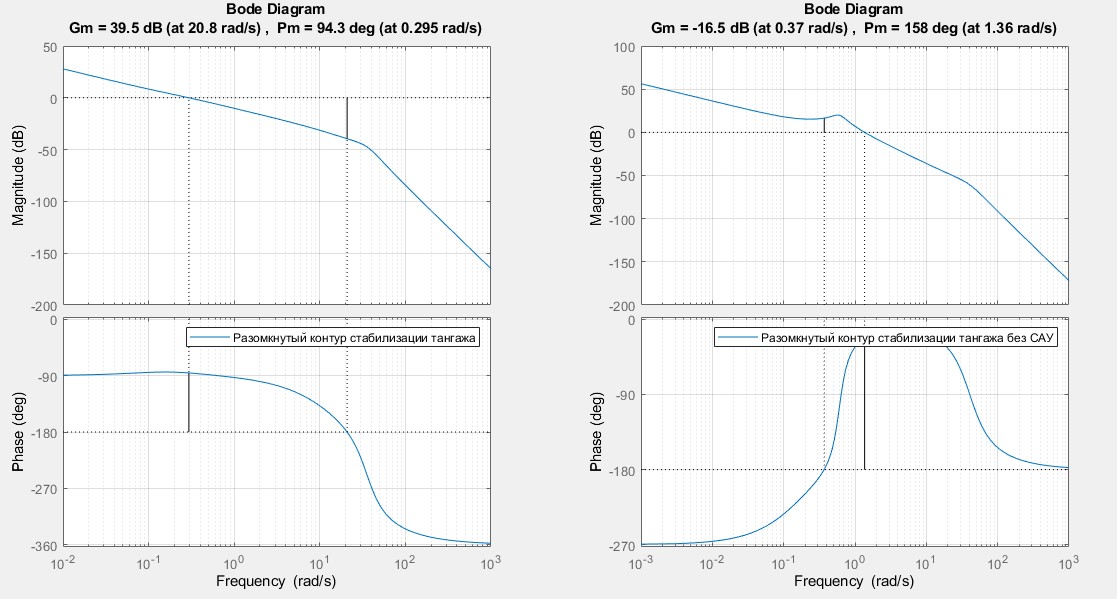 Bode Diagram
Gm = 39.5 dB (at 20.8 rad/s) , Pm = 94.3 deg (at 0.295 rad/s)
50
0
-50
-100
-150
-200
Magnitude (dB)
0
-90
-180
-270
-360
Phase (deg)
Разомкнутый контур стабилизации тангажа
10^-2
10^-1
10^0
10^1
10^2
10^3
Frequency (rad/s)
Bode Diagram
Gm = -16.5 dB (at 0.37 rad/s) , Pm = 158 deg (at 1.36 rad/s)
100
50
0
-50
-100
-150
-200
Magnitude (dB)
0
-90
-180
-270
Phase (deg)
Разомкнутый контур стабилизации тангажа без САУ
10^-3
10^-2
10^-1
10^0
10^1
10^2
10^3
Frequency (rad/s)